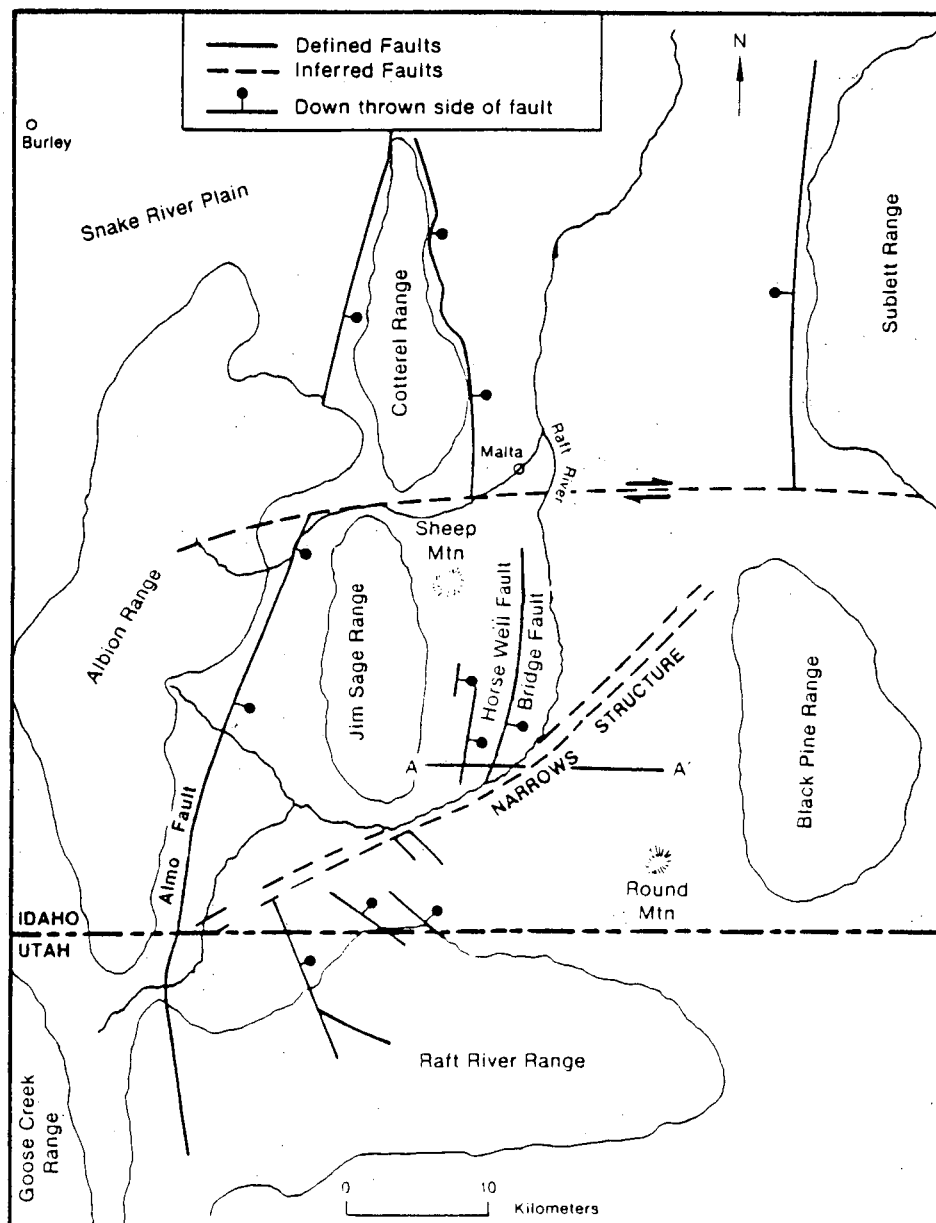 Defined Faults
Inferred Faults
Down thrown side of fault
N
Burley
Snake River Plain
Cotterel Range
Sublett Range
Malta
Raft River
Sheep
Mtn
Albion Range
Jim Sage Range
Horse Well Fault
Bridge Fault
NARROWS STRUCTURE
Black Pine Range
A
A'
Almo Fault
Round
Mtn
IDAHO
UTAH
Raft River Range
Goose Creek
Range
0
10
Kilometers